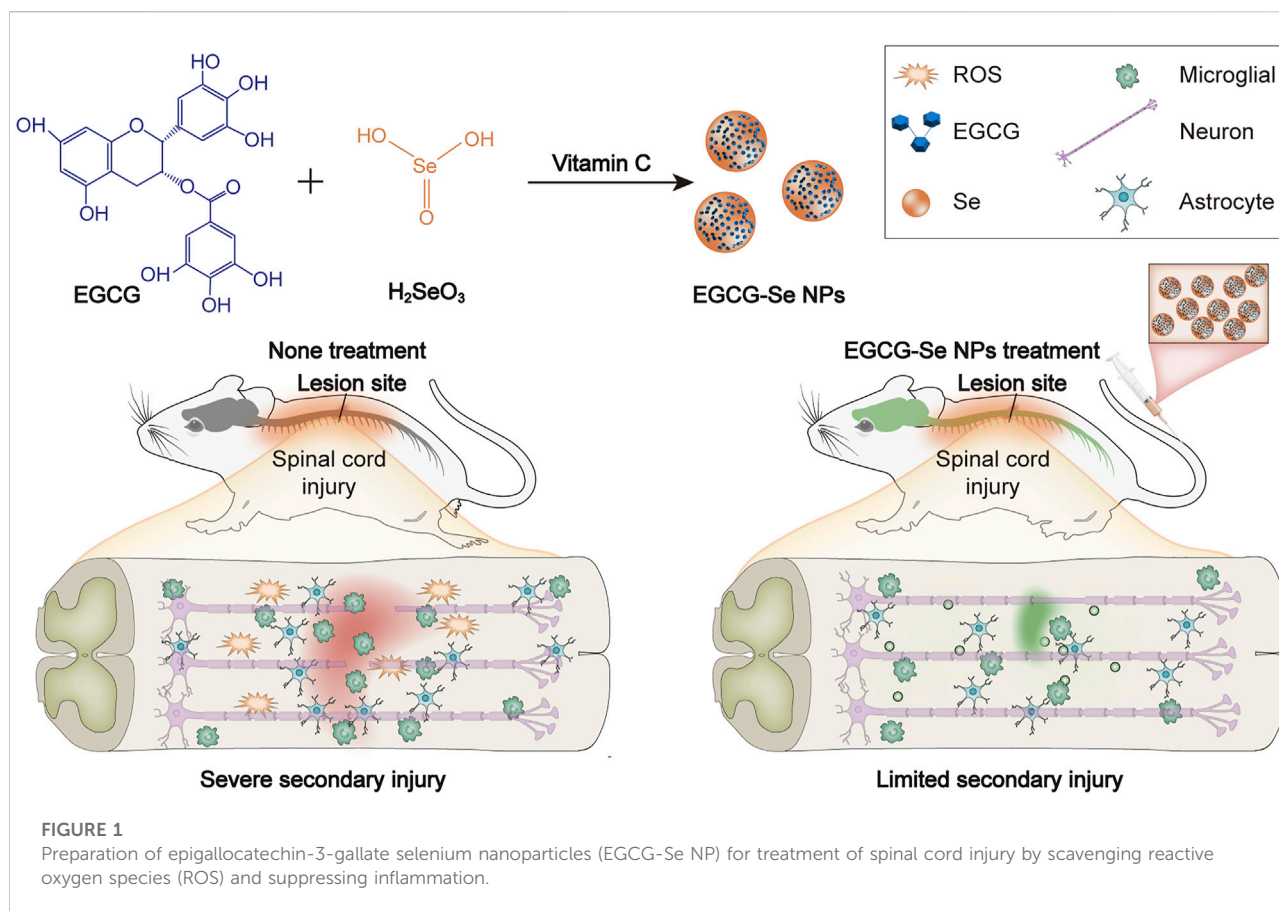 HO
OH
OH
OH
O
OH
O
O
OH
OH
OH
OH
EGCG
+
HO
OH
Se
O
H₂SeO₃
Vitamin C
EGCG-Se NPs
ROS
Microglial
EGCG
Neuron
Se
Astrocyte
None treatment
Lesion site
Spinal cord
injury
Severe secondary injury
EGCG-Se NPs treatment
Lesion site
Spinal cord
injury
Limited secondary injury
FIGURE 1
Preparation of epigallocatechin-3-gallate selenium nanoparticles (EGCG-Se NP) for treatment of spinal cord injury by scavenging reactive
oxygen species (ROS) and suppressing inflammation.